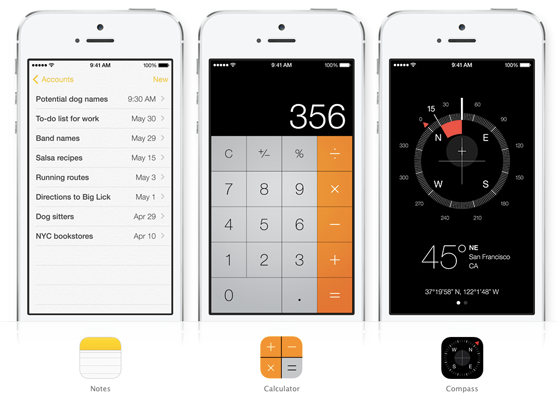 9:41 AM 100%
Accounts New
Potential dog names 9:30 AM
To-do list for work May 30
Band names May 29
Salsa recipes May 15
Running routes May 3
Directions to Big Lick May 1
Dog sitters Apr 29
NYC bookstores Apr 10
Notes
9:41 AM 100%
356
C +/− % ÷
7 8 9 ×
4 5 6 −
1 2 3 +
0 . =
Calculator
9:41 AM 100%
15
330 0 30 60 90 120 150 180 210 240 270 300
N E S W
45° NE
San Francisco
CA
37°19'58" N, 122°1'48" W
Compass